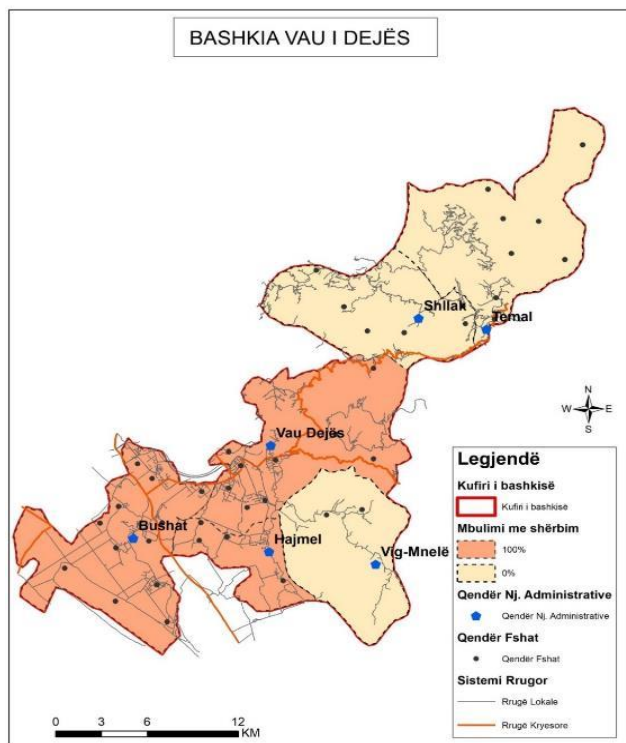 BASHKIA VAU I DEJËS
Shllak
Temal
Vau Dejës
Bushat
Hajmel
Vig-Mnelë
N
W E
S
Legjendë
Kufiri i bashkisë
Kufiri i bashkisë
Mbulimi me shërbim
100%
0%
Qendër Nj. Administrative
Qendër Nj. Administrative
Qendër Fshat
Qendër Fshat
Sistemi Rrugor
Rrugë Lokale
Rrugë Kryesore
0 3 6 12
KM